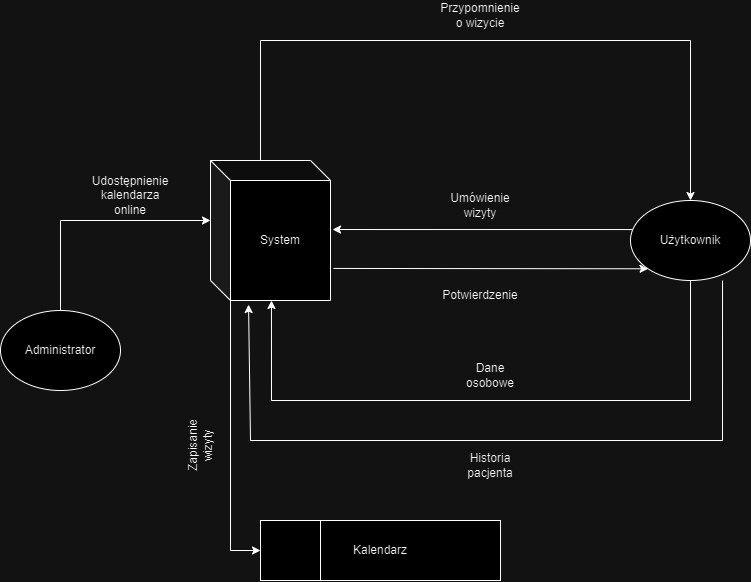 Przypomnienie
o wizycie
Udostępnienie
kalendarza
online
Umówienie
wizyty
System
Użytkownik
Potwierdzenie
Administrator
Dane
osobowe
Zapisanie
wizyty
Historia
pacjenta
Kalendarz